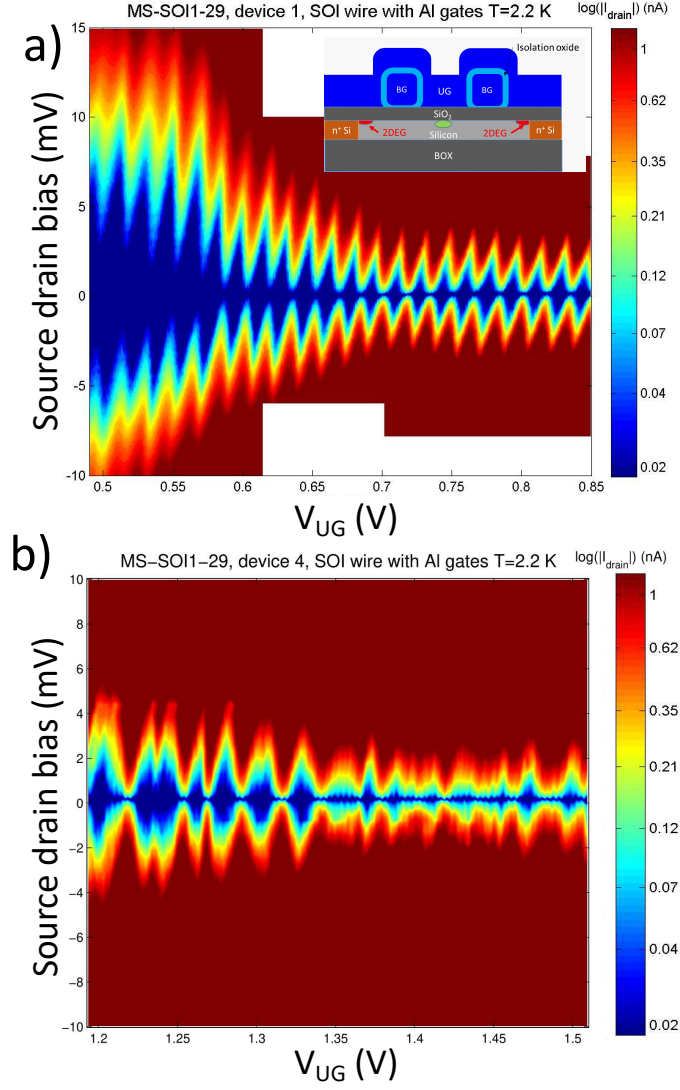 a)
MS-SOI1-29, device 1, SOI wire with Al gates T=2.2 K
log(|I_drain|) (nA)
Source drain bias (mV)
15
10
5
0
-5
-10
0.5
0.55
0.6
0.65
0.7
0.75
0.8
0.85
V_UG (V)
Isolation oxide
BG
UG
BG
SiO₂
n⁺ Si
2DEG
Silicon
2DEG
n⁺ Si
BOX
1
0.62
0.35
0.21
0.12
0.07
0.04
0.02
b)
MS−SOI1−29, device 4, SOI wire with Al gates T=2.2 K
log(|I_drain|) (nA)
Source drain bias (mV)
10
8
6
4
2
0
−2
−4
−6
−8
−10
1.2
1.25
1.3
1.35
1.4
1.45
1.5
V_UG (V)
1
0.62
0.35
0.21
0.12
0.07
0.04
0.02